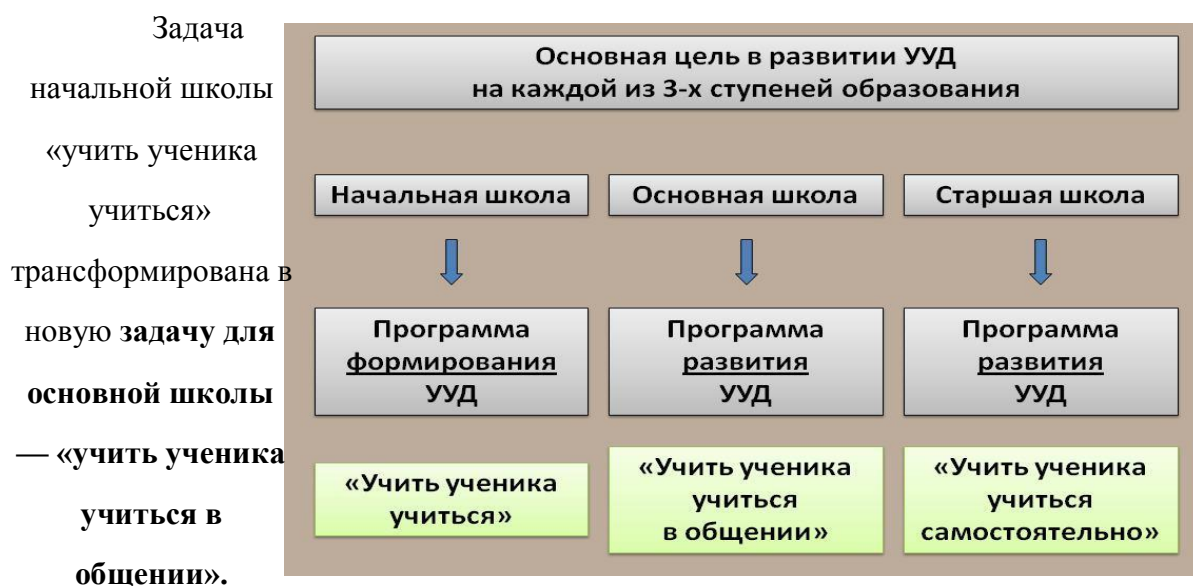 Задача
начальной школы
«учить ученика
учиться»
трансформирована в
новую задачу для
основной школы
— «учить ученика
учиться в
общении».
Основная цель в развитии УУД
на каждой из 3-х ступеней образования
Начальная школа
Основная школа
Старшая школа
Программа
формирования
УУД
Программа
развития
УУД
Программа
развития
УУД
«Учить ученика
учиться»
«Учить ученика
учиться
в общении»
«Учить ученика
учиться
самостоятельно»